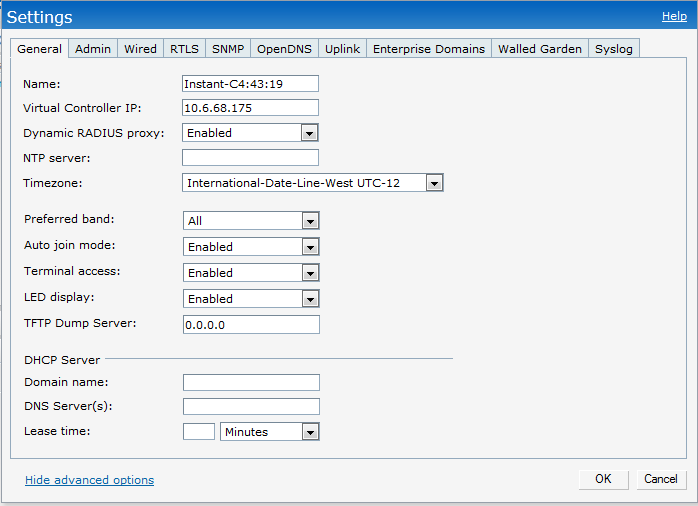 Settings Help
General Admin Wired RTLS SNMP OpenDNS Uplink Enterprise Domains Walled Garden Syslog
Name: Instant-C4:43:19
Virtual Controller IP: 10.6.68.175
Dynamic RADIUS proxy: Enabled
NTP server:
Timezone: International-Date-Line-West UTC-12
Preferred band: All
Auto join mode: Enabled
Terminal access: Enabled
LED display: Enabled
TFTP Dump Server: 0.0.0.0
DHCP Server
Domain name:
DNS Server(s):
Lease time: Minutes
Hide advanced options OK Cancel